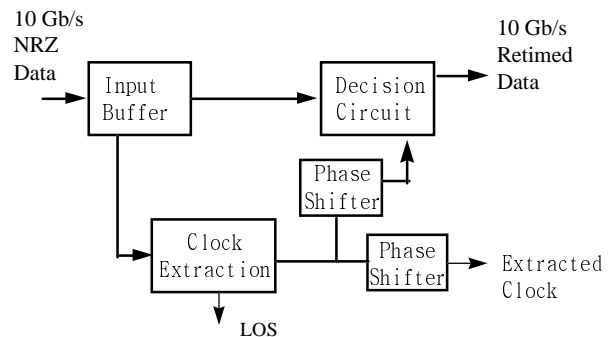 10 Gb/s
NRZ
Data
Input
Buffer
Decision
Circuit
10 Gb/s
Retimed
Data
Phase
Shifter
Clock
Extraction
Phase
Shifter
Extracted
Clock
LOS